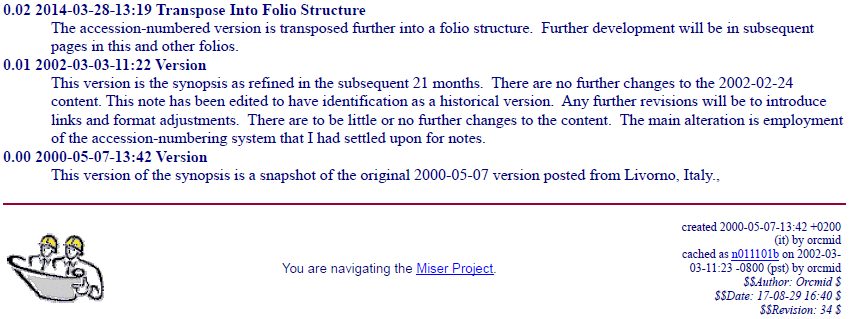 0.02 2014-03-28-13:19 Transpose Into Folio Structure
The accession-numbered version is transposed further into a folio structure.  Further development will be in subsequent
pages in this and other folios.
0.01 2002-03-03-11:22 Version
This version is the synopsis as refined in the subsequent 21 months.  There are no further changes to the 2002-02-24
content. This note has been edited to have identification as a historical version.  Any further revisions will be to introduce
links and format adjustments.  There are to be little or no further changes to the content.  The main alteration is employment
of the accession-numbering system that I had settled upon for notes.
0.00 2000-05-07-13:42 Version
This version of the synopsis is a snapshot of the original 2000-05-07 version posted from Livorno, Italy.,
You are navigating the Miser Project.
created 2000-05-07-13:42 +0200
(it) by orcmid
cached as n011101b on 2002-03-
03-11:23 -0800 (pst) by orcmid
$$Author: Orcmid $
$$Date: 17-08-29 16:40 $
$$Revision: 34 $